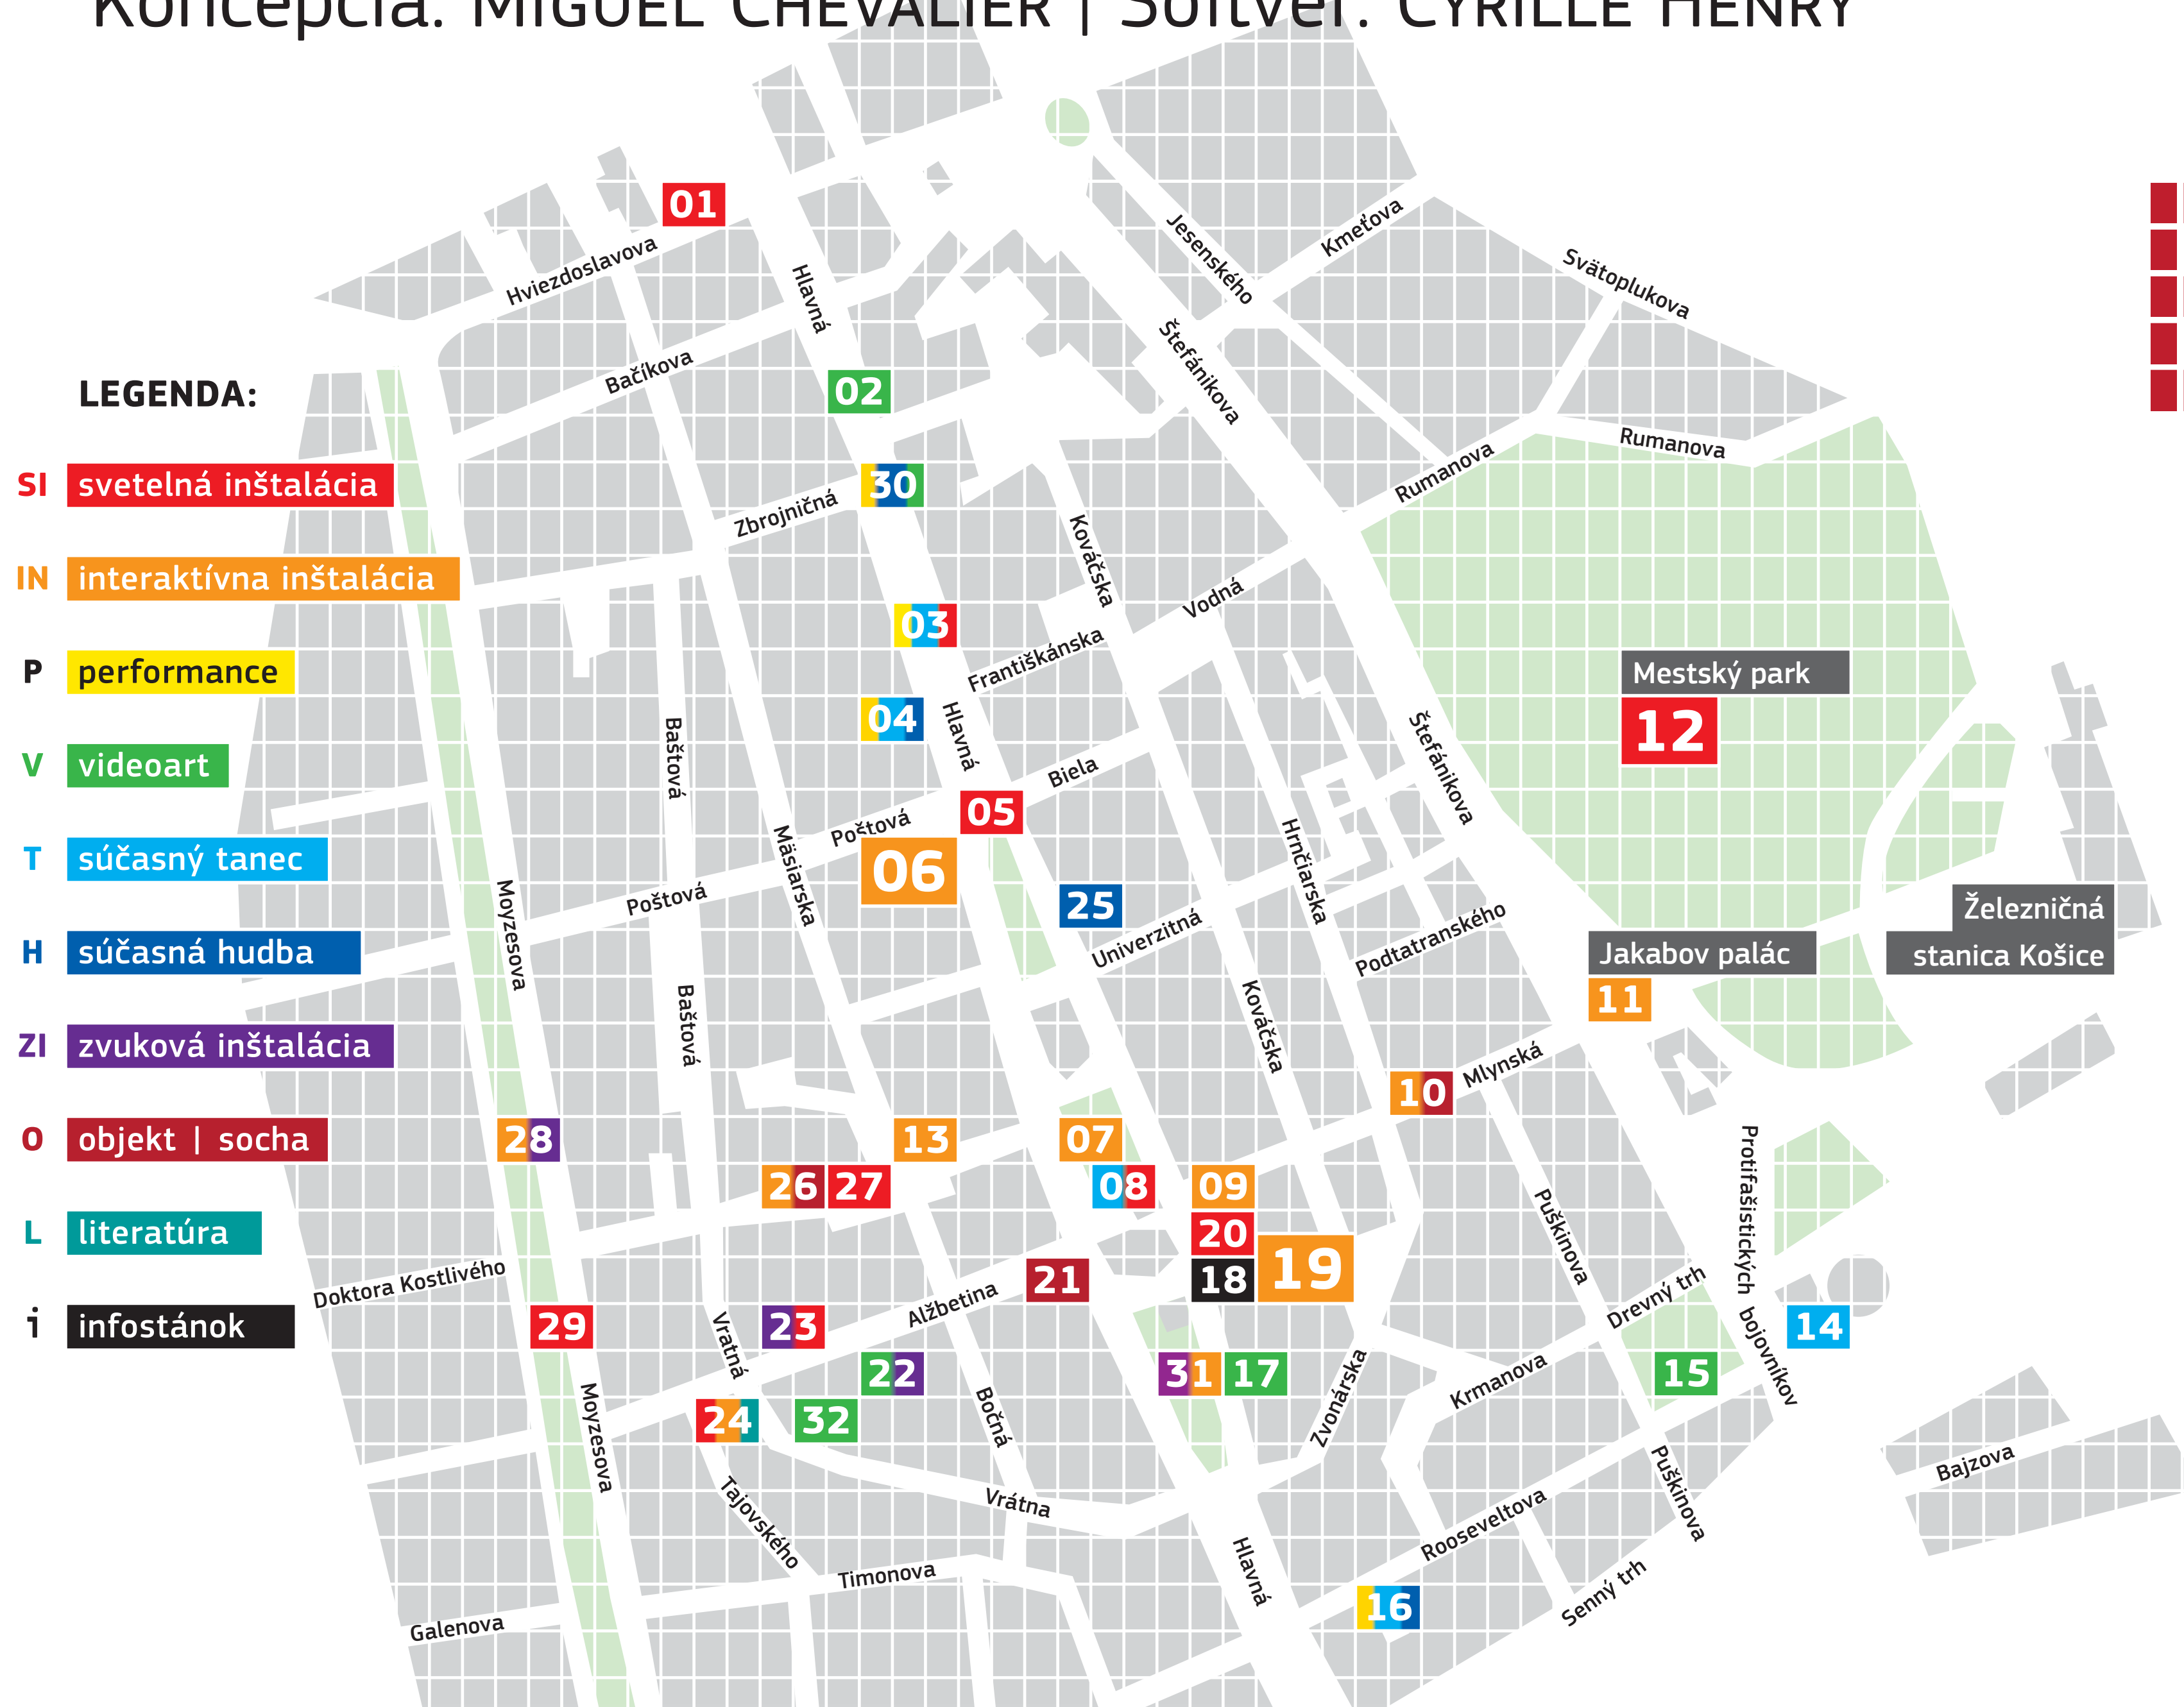 Koncepcia: MIGUEL CHEVALIER | Softvér: CYRILLE HENRY
01
Hviezdoslavova
Hlavná
Jesenského
Kmeťova
Svätoplukova
Bačíkova
Štefánikova
LEGENDA:
02
Rumanova
Rumanova
SI svetelná inštalácia
30
Zbrojničná
Kováčska
IN interaktívna inštalácia
Vodná
03
Františkánska
P performance
Mestský park
12
04
Hlavná
Baštová
Štefánikova
V videoart
Biela
05
Poštová
Mäsiarska
Hrnčiarska
T súčasný tanec
06
Poštová
25
Moyzesova
Univerzitná
Podtatranského
Železničná
stanica Košice
H súčasná hudba
Jakabov palác
11
Baštová
Kováčska
ZI zvuková inštalácia
Mlynská
10
O objekt | socha
28
13
07
Protifašistických bojovníkov
26
27
08
09
L literatúra
20
Puškinova
Doktora Kostlivého
21
18
19
Alžbetina
Drevný trh
i infostánok
29
Vratná
23
14
22
31
17
Zvonárska
Krmanova
15
Moyzesova
24
32
Bočná
Puškinova
Bajzova
Tajovského
Vrátna
Rooseveltova
Hlavná
Timonova
Senný trh
16
Galenova